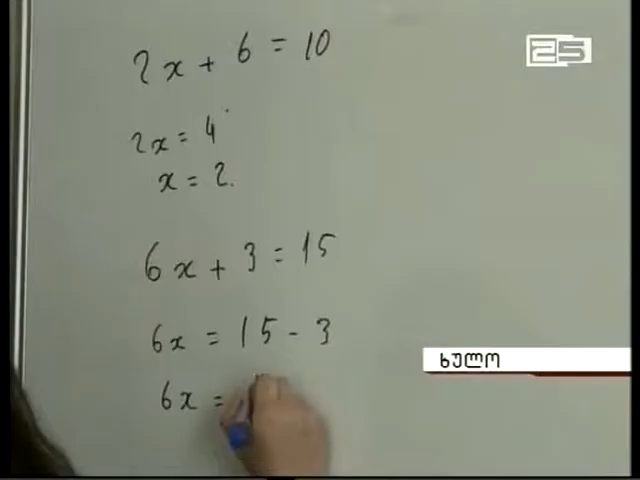 2x + 6 = 10
25
2x = 4
x = 2.
6x + 3 = 15
6x = 15 - 3
ხულო
6x =